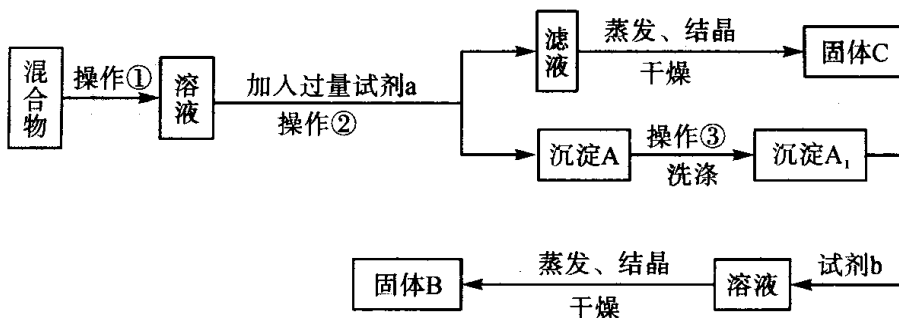 混合物
操作①
溶液
加入过量试剂a
操作②
滤液
蒸发、结晶
干燥
固体C
沉淀A
操作③
洗涤
沉淀A₁
试剂b
溶液
蒸发、结晶
干燥
固体B